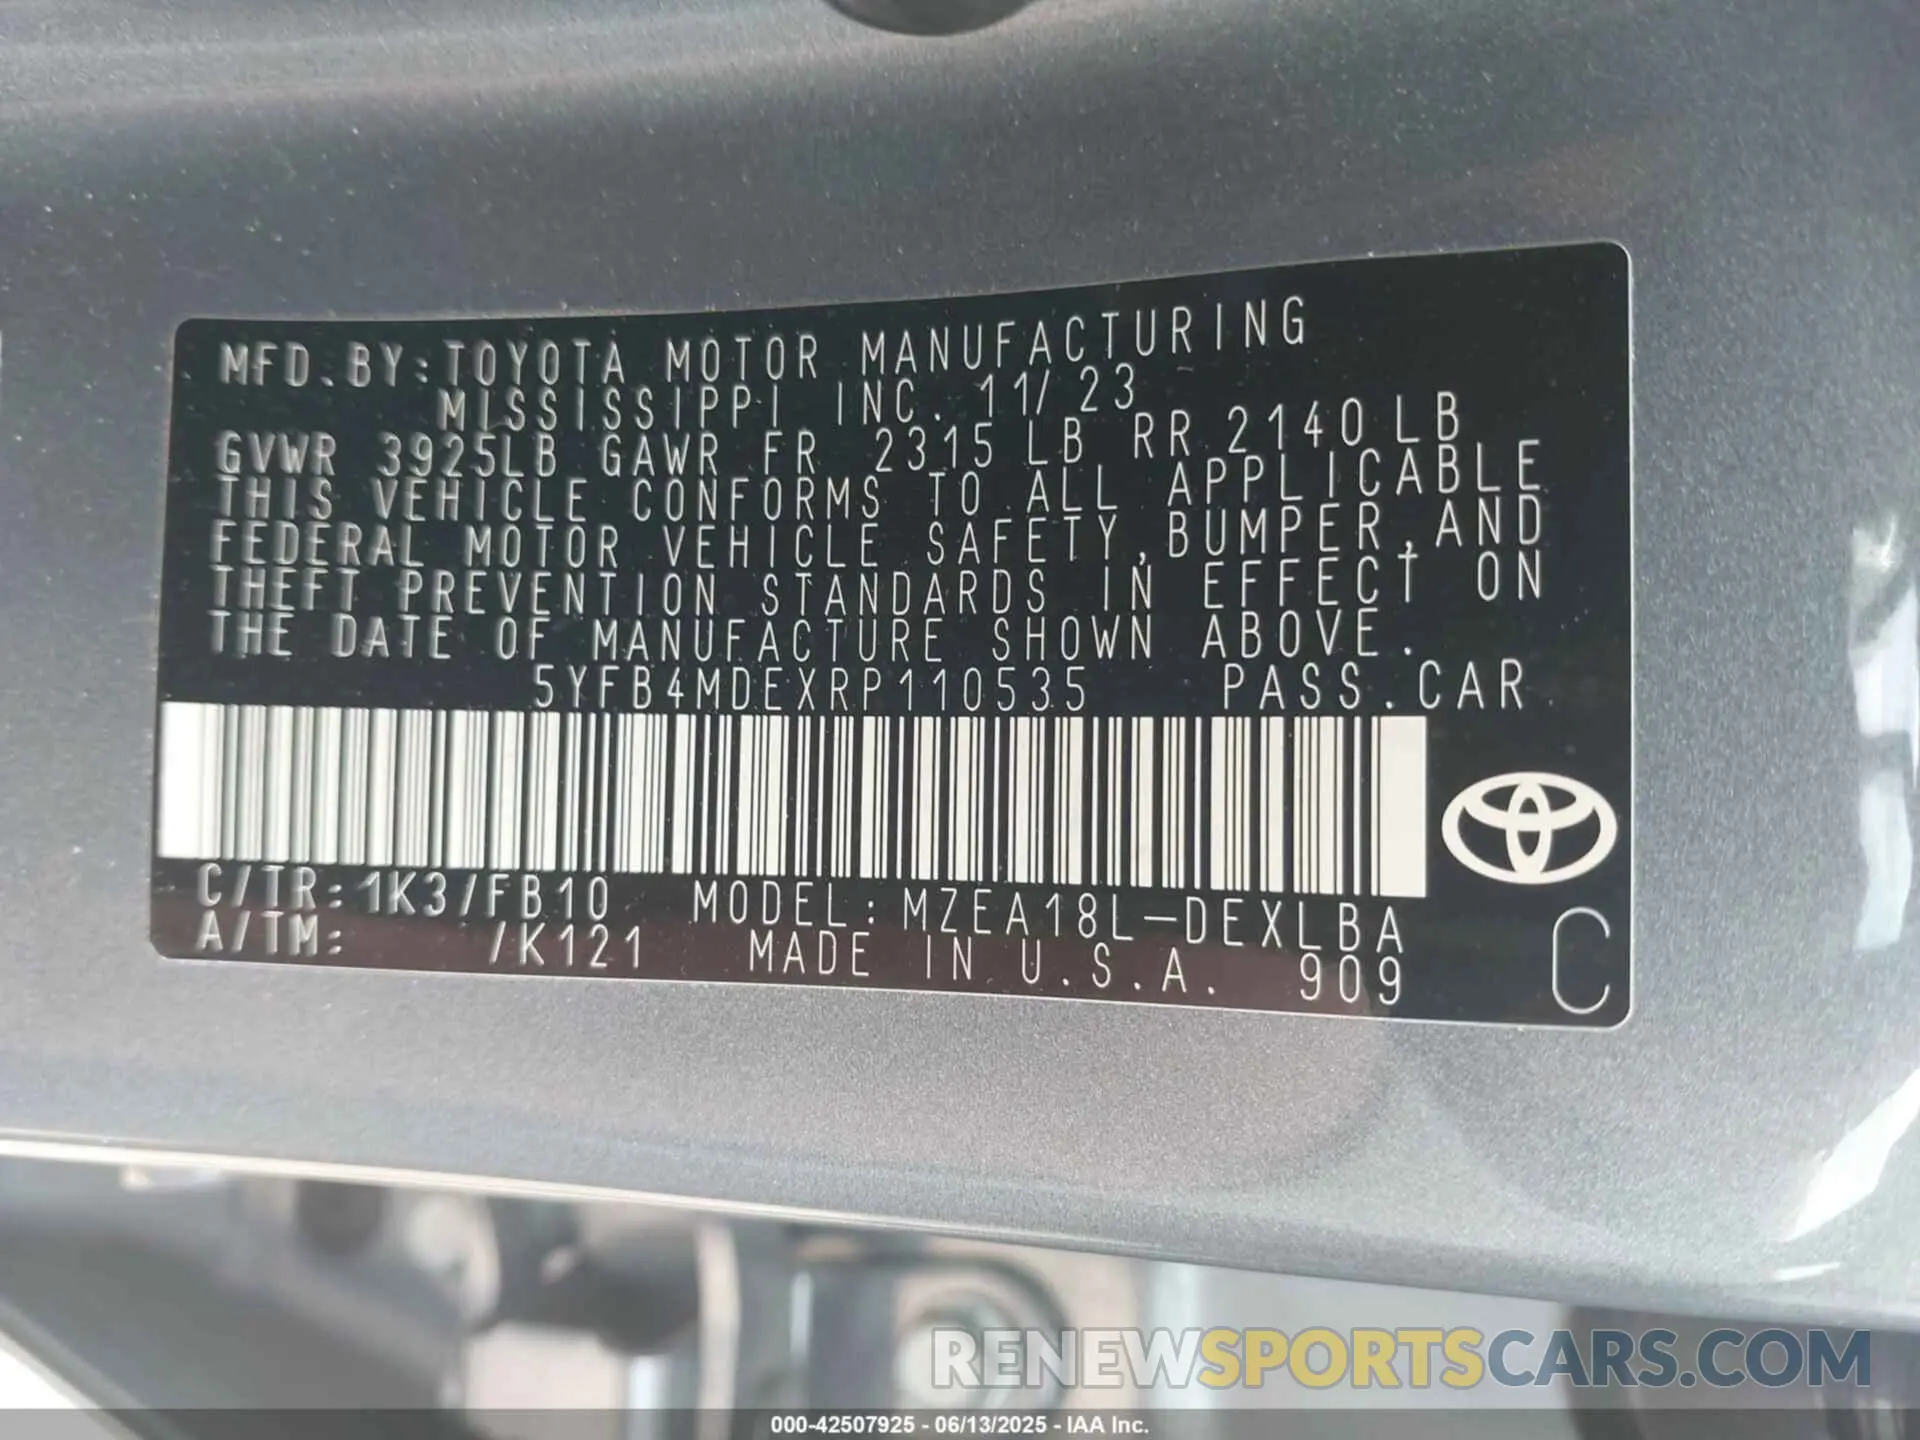 MFD.BY:TOYOTA MOTOR MANUFACTURING
MISSISSIPPI INC. 11/23
GVWR 3925LB GAWR FR 2315 LB RR 2140LB
THIS VEHICLE CONFORMS TO ALL APPLICABLE
FEDERAL MOTOR VEHICLE SAFETY,BUMPER,AND
THEFT PREVENTION STANDARDS IN EFFECT ON
THE DATE OF MANUFACTURE SHOWN ABOVE.
5YFB4MDEXRP110535 PASS.CAR
C/TR:1K3/FB10 MODEL:MZEA18L-DEXLBA
A/TM: /K121 MADE IN U.S.A. 909
C
RENEWSPORTSCARS.COM
000-42507925 - 06/13/2025 - IAA Inc.